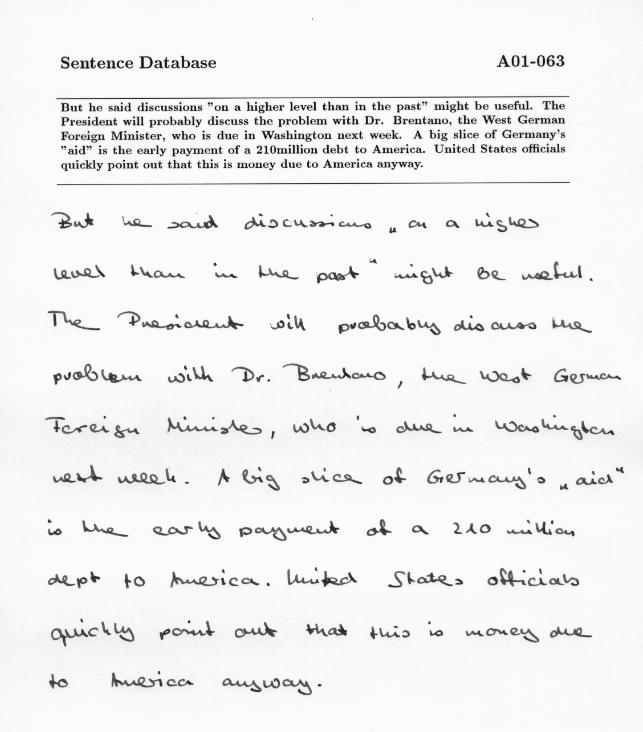 Sentence Database A01-063
But he said discussions "on a higher level than in the past" might be useful. The
President will probably discuss the problem with Dr. Brentano, the West German
Foreign Minister, who is due in Washington next week. A big slice of Germany's
"aid" is the early payment of a 210million debt to America. United States officials
quickly point out that this is money due to America anyway.
But he said discussions „on a higher
level than in the past“ might be useful.
The President will probably discuss the
problem with Dr. Brentano, the West German
Foreign Minister, who is due in Washington
next week. A big slice of Germany's „aid“
is the early payment of a 210 million
dept to America. United States officials
quickly point out that this is money due
to America anyway.